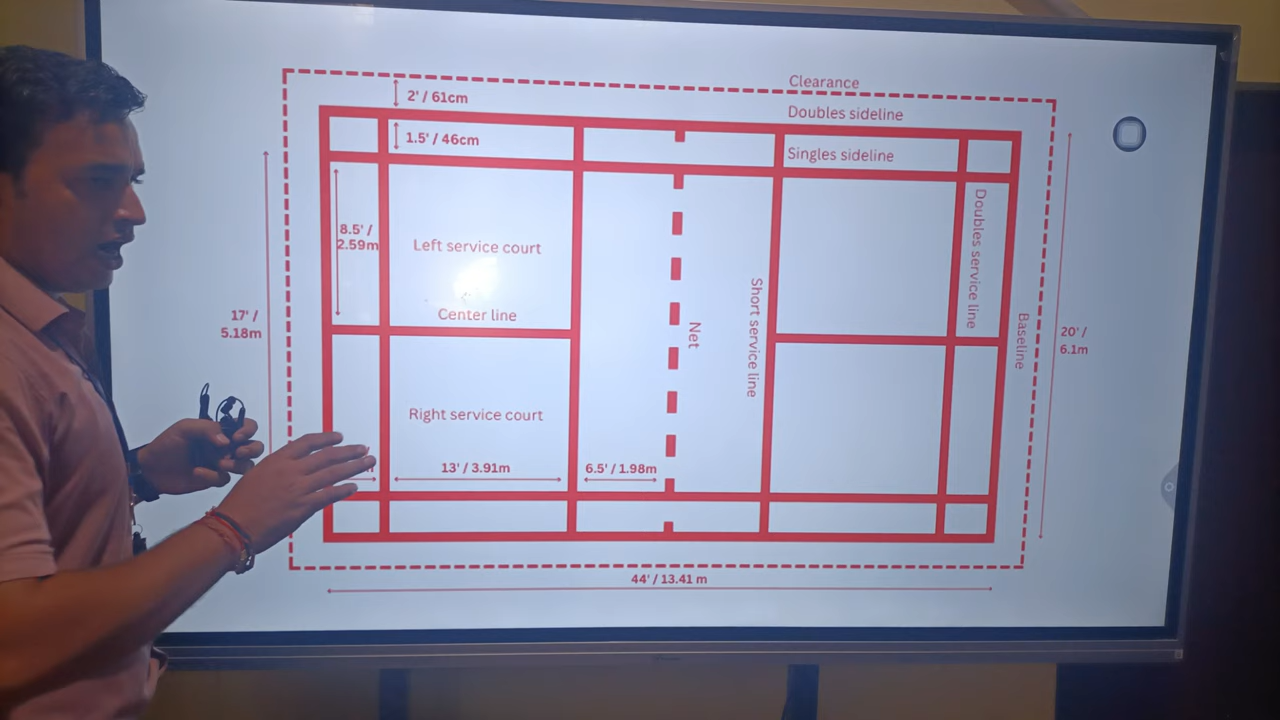 Clearance
2' / 61cm
Doubles sideline
1.5' / 46cm
Singles sideline
8.5' /
2.59m
Left service court
Doubles service line
Center line
17' /
5.18m
Net
Short service line
Baseline
20' /
6.1m
Right service court
13' / 3.91m
6.5' / 1.98m
44' / 13.41 m